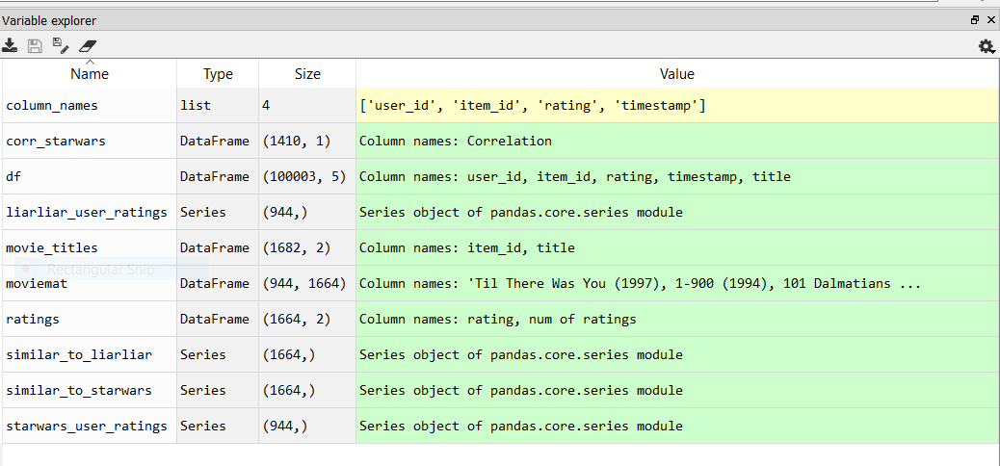 Variable explorer
Name Type Size Value
column_names list 4 ['user_id', 'item_id', 'rating', 'timestamp']
corr_starwars DataFrame (1410, 1) Column names: Correlation
df DataFrame (100003, 5) Column names: user_id, item_id, rating, timestamp, title
liarliar_user_ratings Series (944,) Series object of pandas.core.series module
movie_titles DataFrame (1682, 2) Column names: item_id, title
Rectangular Snip
moviemat DataFrame (944, 1664) Column names: 'Til There Was You (1997), 1-900 (1994), 101 Dalmatians ...
ratings DataFrame (1664, 2) Column names: rating, num of ratings
similar_to_liarliar Series (1664,) Series object of pandas.core.series module
similar_to_starwars Series (1664,) Series object of pandas.core.series module
starwars_user_ratings Series (944,) Series object of pandas.core.series module